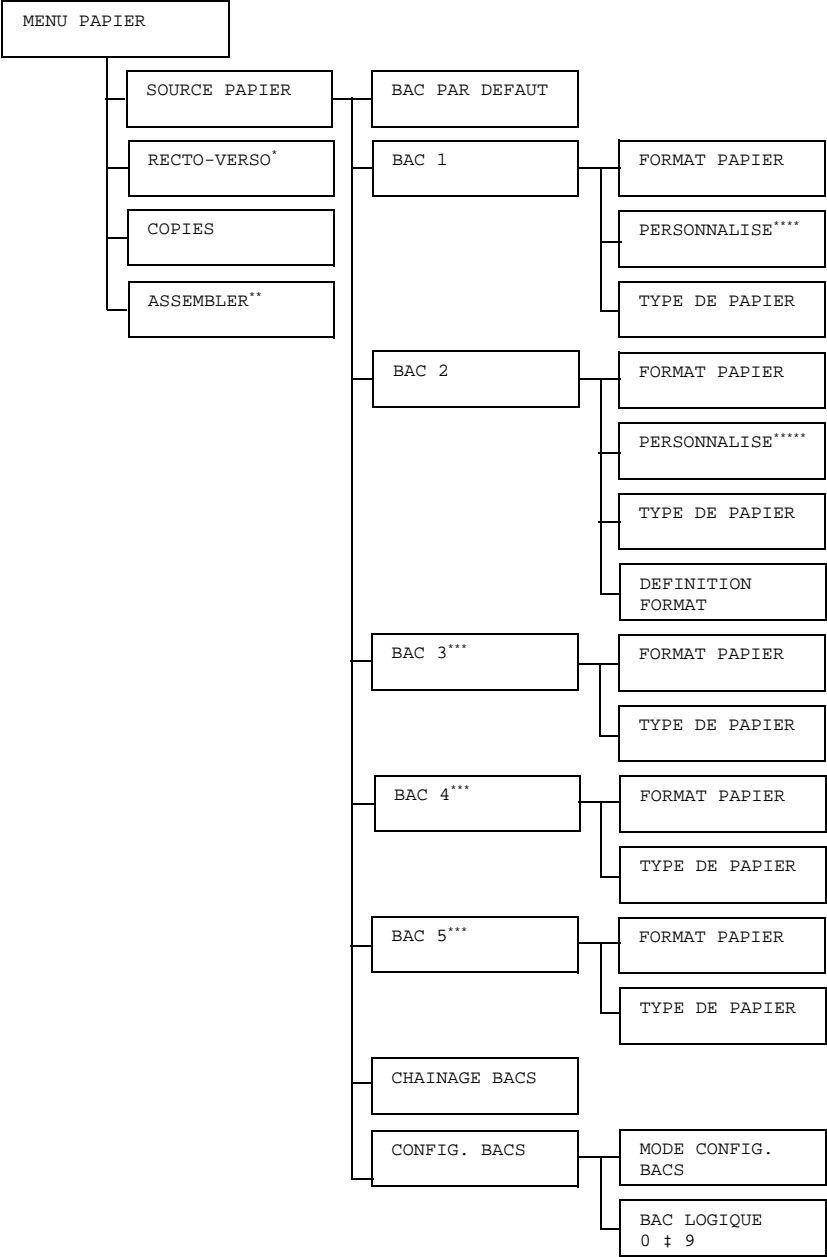 MENU PAPIER
SOURCE PAPIER
BAC PAR DEFAUT
RECTO-VERSO*
BAC 1
FORMAT PAPIER
COPIES
PERSONNALISE****
ASSEMBLER**
TYPE DE PAPIER
BAC 2
FORMAT PAPIER
PERSONNALISE*****
TYPE DE PAPIER
DEFINITION
FORMAT
BAC 3***
FORMAT PAPIER
TYPE DE PAPIER
BAC 4***
FORMAT PAPIER
TYPE DE PAPIER
BAC 5***
FORMAT PAPIER
TYPE DE PAPIER
CHAINAGE BACS
CONFIG. BACS
MODE CONFIG.
BACS
BAC LOGIQUE
0 ‡ 9